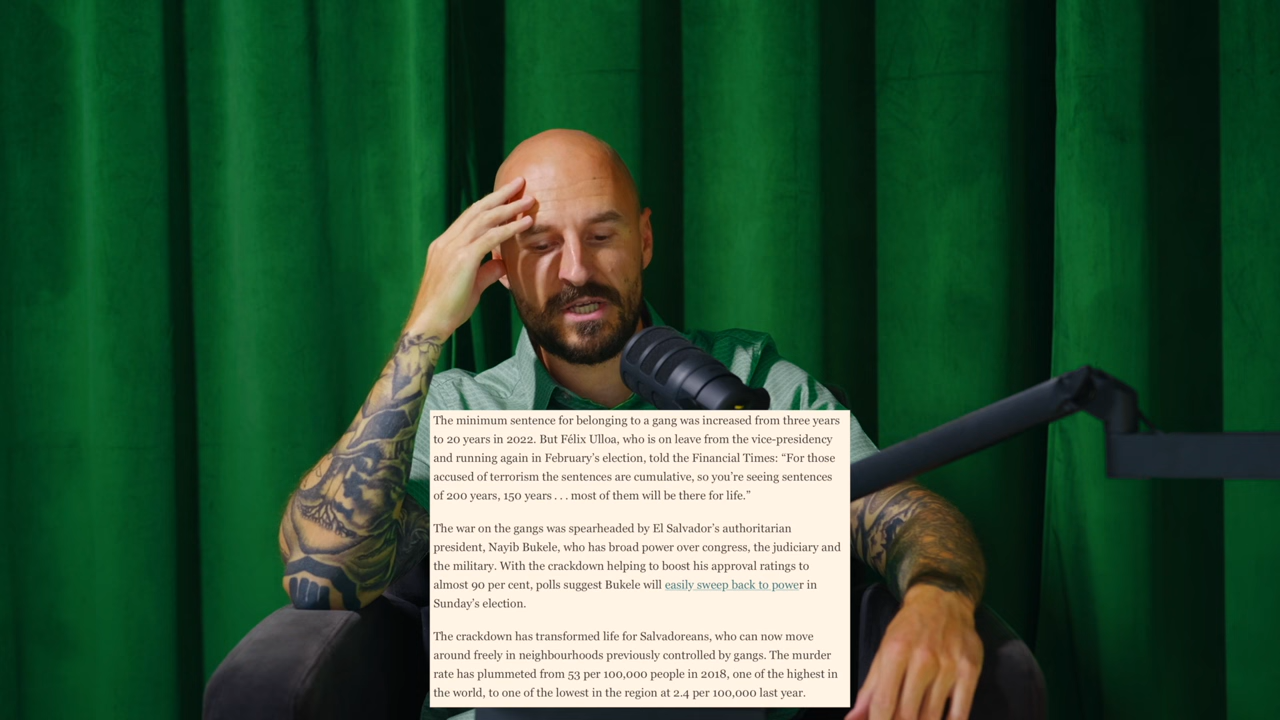 The minimum sentence for belonging to a gang was increased from three years
to 20 years in 2022. But Félix Ulloa, who is on leave from the vice-presidency
and running again in February’s election, told the Financial Times: “For those
accused of terrorism the sentences are cumulative, so you’re seeing sentences
of 200 years, 150 years . . . most of them will be there for life.”
The war on the gangs was spearheaded by El Salvador’s authoritarian
president, Nayib Bukele, who has broad power over congress, the judiciary and
the military. With the crackdown helping to boost his approval ratings to
almost 90 per cent, polls suggest Bukele will easily sweep back to power in
Sunday’s election.
The crackdown has transformed life for Salvadoreans, who can now move
around freely in neighbourhoods previously controlled by gangs. The murder
rate has plummeted from 53 per 100,000 people in 2018, one of the highest in
the world, to one of the lowest in the region at 2.4 per 100,000 last year.